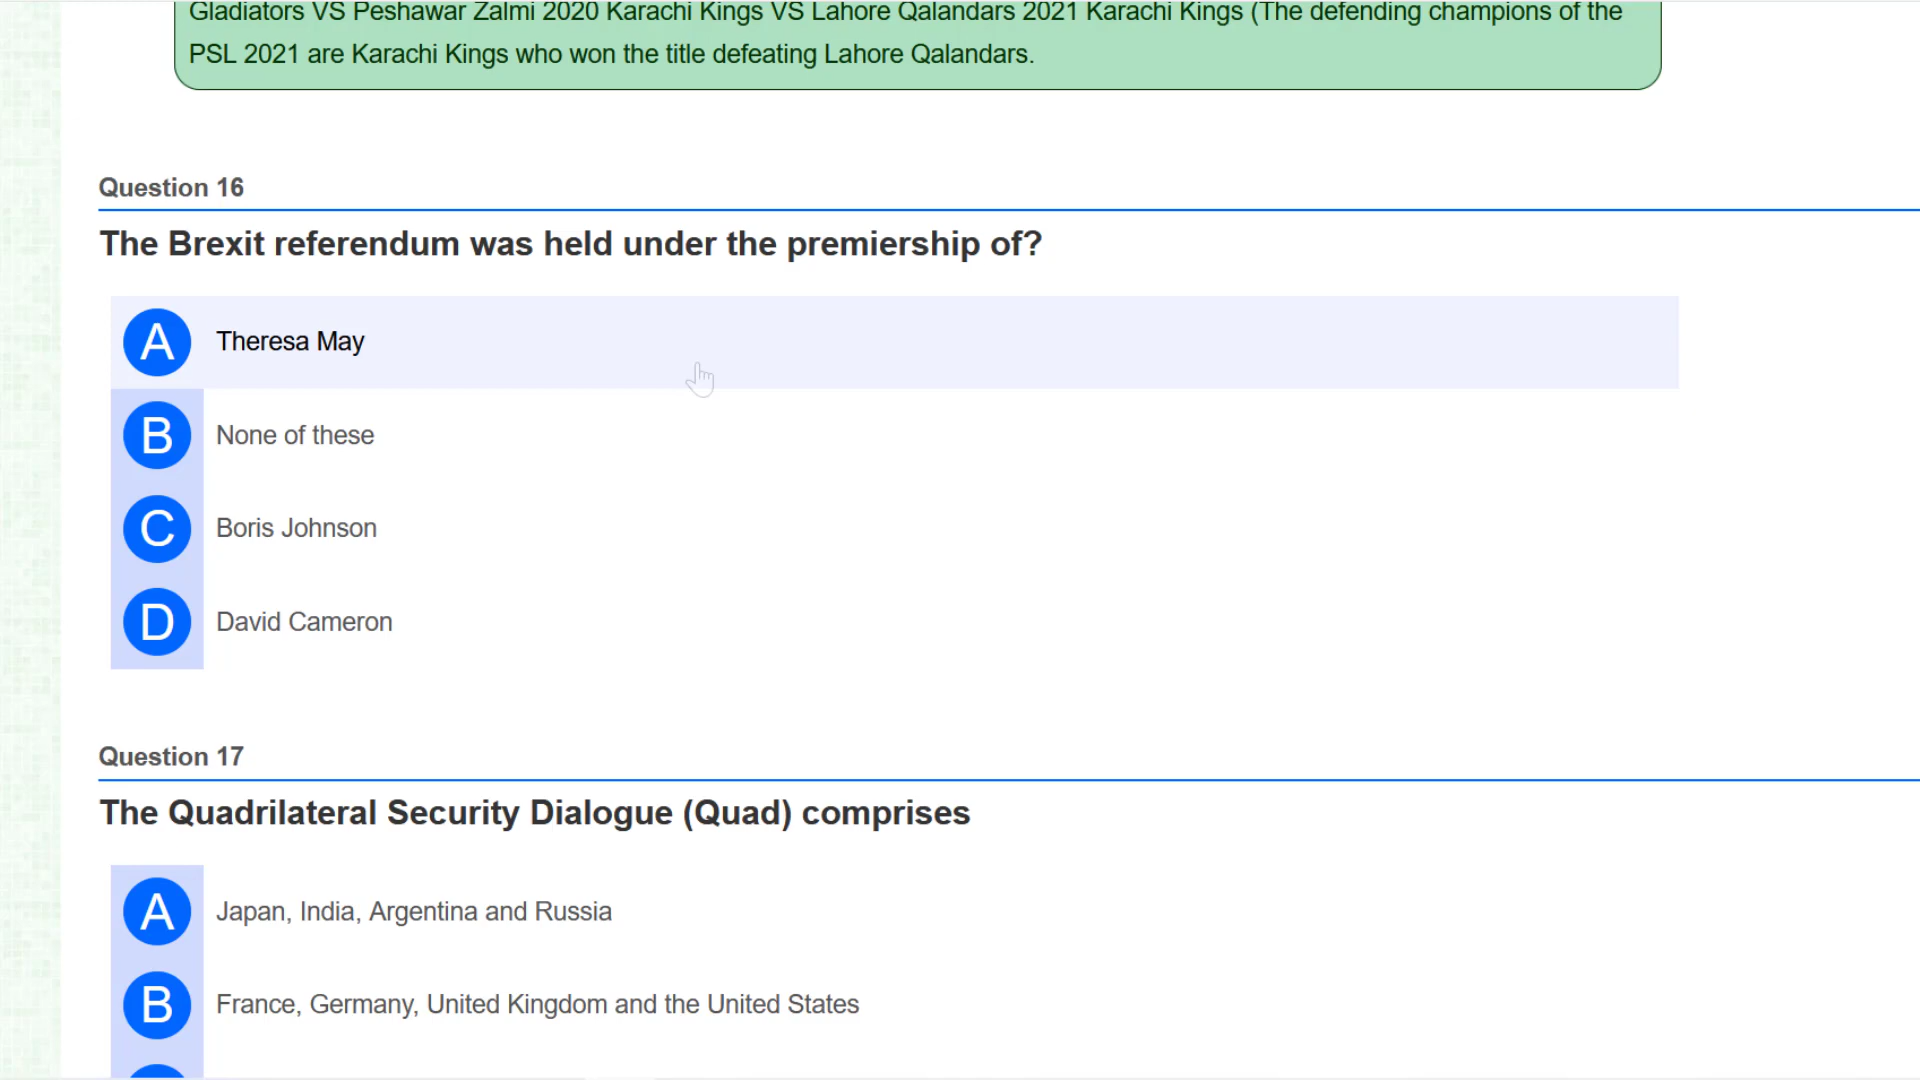 Gladiators VS Peshawar Zalmi 2020 Karachi Kings VS Lahore Qalandars 2021 Karachi Kings (The defending champions of the
PSL 2021 are Karachi Kings who won the title defeating Lahore Qalandars.
Question 16
The Brexit referendum was held under the premiership of?
A Theresa May
B None of these
C Boris Johnson
D David Cameron
Question 17
The Quadrilateral Security Dialogue (Quad) comprises
A Japan, India, Argentina and Russia
B France, Germany, United Kingdom and the United States